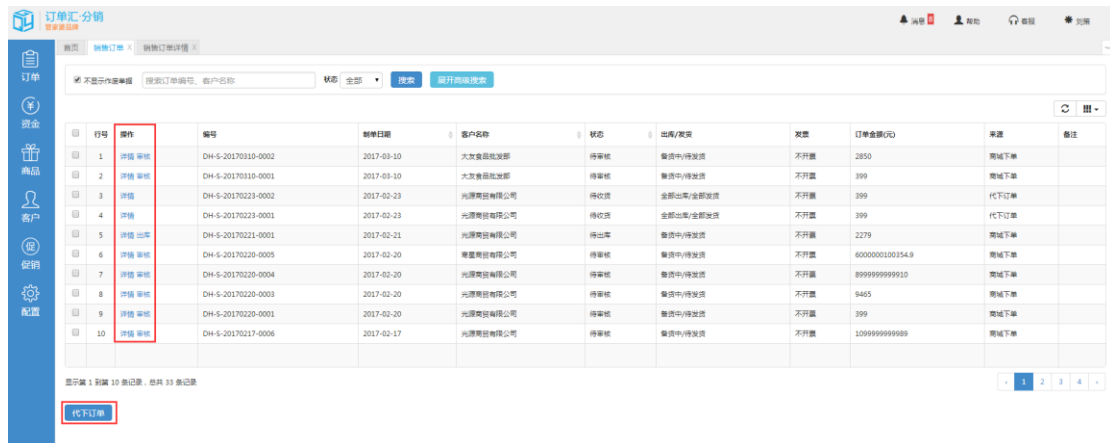 订单汇·分销
管家婆品牌
消息 帮助 客服 刘策
首页 销售订单 X 销售订单详情 X
订单
资金
商品
客户
促
促销
配置
不显示作废单据 搜索订单编号、客户名称 状态 全部 搜索 展开高级搜索
行号 操作 编号 制单日期 客户名称 状态 出库/发货 发票 订单金额(元) 来源 备注
1 详情 审核 DH-S-20170310-0002 2017-03-10 大友食品批发部 待审核 备货中/待发货 不开票 2850 商城下单
2 详情 审核 DH-S-20170310-0001 2017-03-10 大友食品批发部 待审核 备货中/待发货 不开票 399 商城下单
3 详情 DH-S-20170223-0002 2017-02-23 光源商贸有限公司 待收货 全部出库/全部发货 不开票 399 代下订单
4 详情 DH-S-20170223-0001 2017-02-23 光源商贸有限公司 待收货 全部出库/全部发货 不开票 399 代下订单
5 详情 出库 DH-S-20170221-0001 2017-02-21 光源商贸有限公司 待出库 备货中/待发货 不开票 2279 商城下单
6 详情 审核 DH-S-20170220-0005 2017-02-20 商贸有限公司 待审核 备货中/待发货 不开票 6000000100354.9 商城下单
7 详情 审核 DH-S-20170220-0004 2017-02-20 光源商贸有限公司 待审核 备货中/待发货 不开票 8999999999910 商城下单
8 详情 审核 DH-S-20170220-0003 2017-02-20 光源商贸有限公司 待审核 备货中/待发货 不开票 9465 商城下单
9 详情 审核 DH-S-20170220-0001 2017-02-20 光源商贸有限公司 待审核 备货中/待发货 不开票 399 商城下单
10 详情 审核 DH-S-20170217-0006 2017-02-17 光源商贸有限公司 待审核 备货中/待发货 不开票 1099999999989 商城下单
显示第 1 到第 10 条记录，总共 33 条记录
‹ 1 2 3 4 ›
代下订单